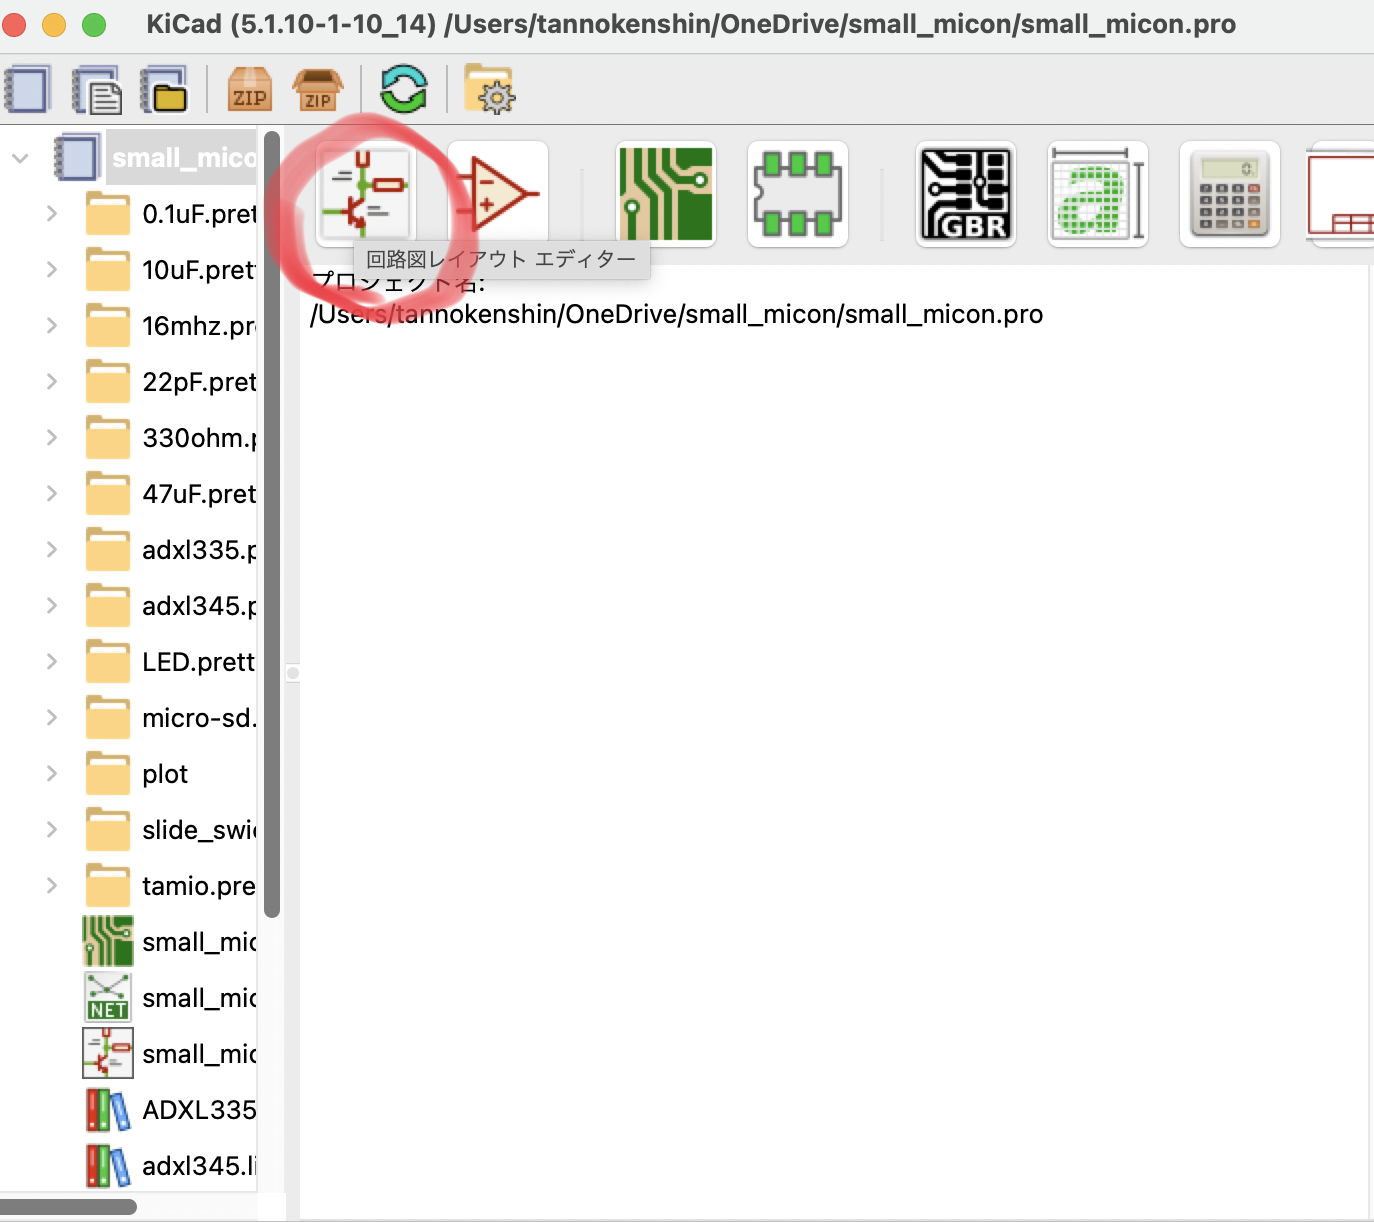 KiCad (5.1.10-1-10_14) /Users/tannokenshin/OneDrive/small_micon/small_micon.pro
ZIP
ZIP
small_mico
GBR
a
0.
0.1uF.pret
回路図レイアウト エディター
プロジェクト名:
10uF.pret
/Users/tannokenshin/OneDrive/small_micon/small_micon.pro
16mhz.pr
22pF.pret
330ohm.p
47uF.pret
adxl335.p
adxl345.p
LED.prett
micro-sd.
plot
slide_swi
tamio.pre
small_mic
NET
small_mic
small_mic
ADXL335
adxl345.li